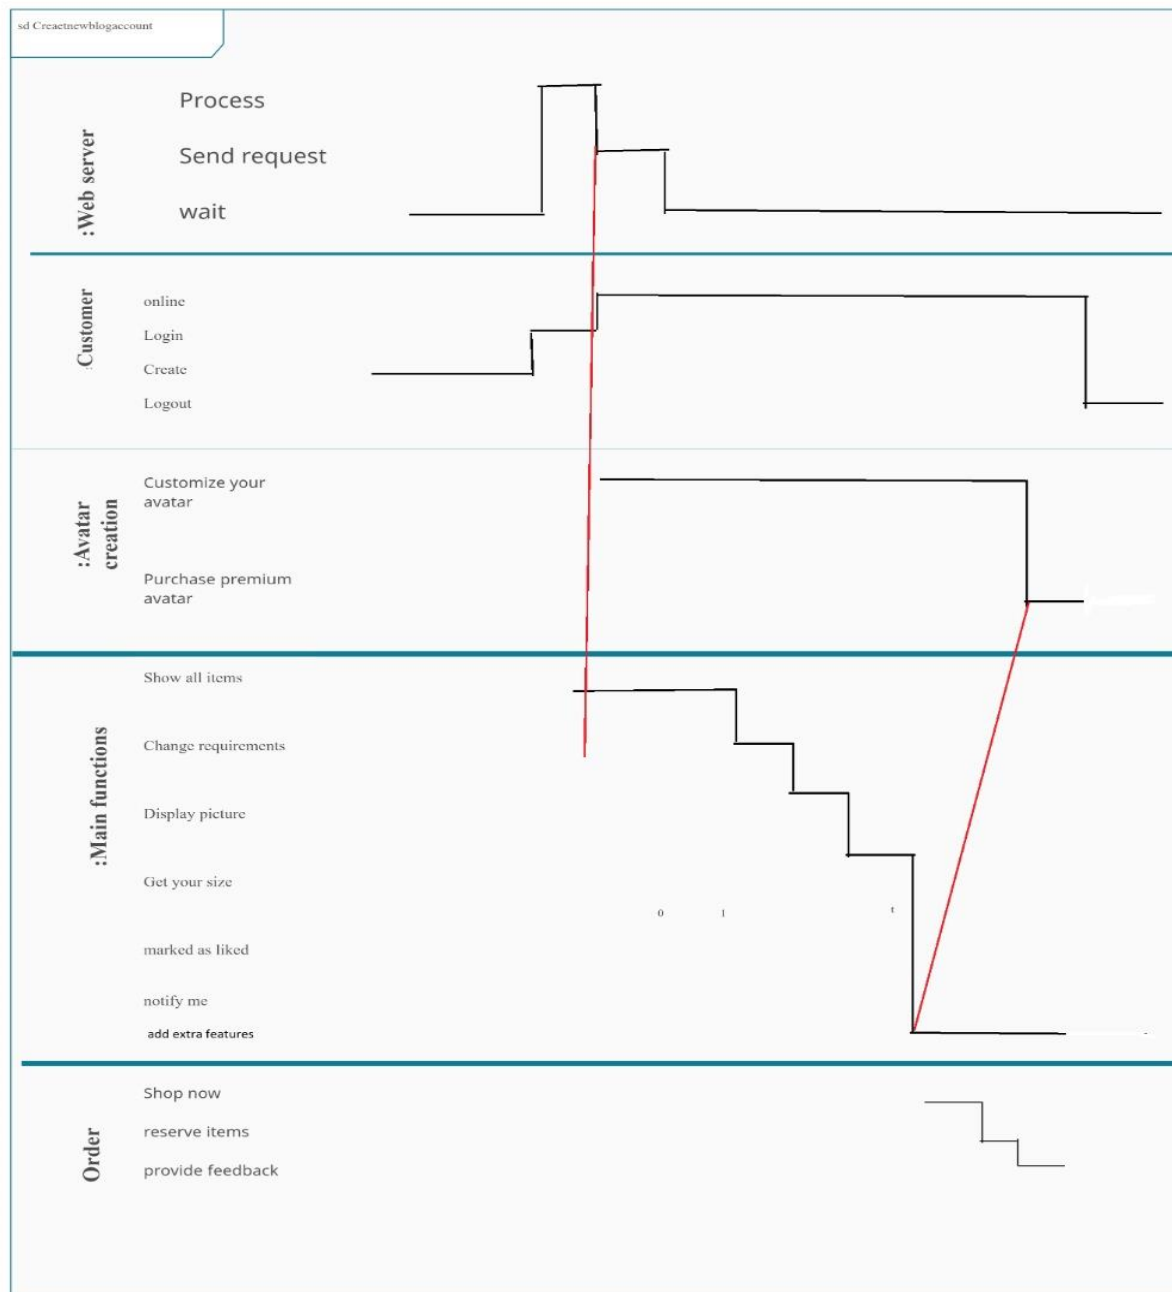 sd Creaetnewblogaccount
:Web server
Process
Send request
wait
:Customer
online
Login
Create
Logout
:Avatar
creation
Customize your
avatar
Purchase premium
avatar
:Main functions
Show all items
Change requirements
Display picture
Get your size
0 1 t
marked as liked
notify me
add extra features
Order
Shop now
reserve items
provide feedback